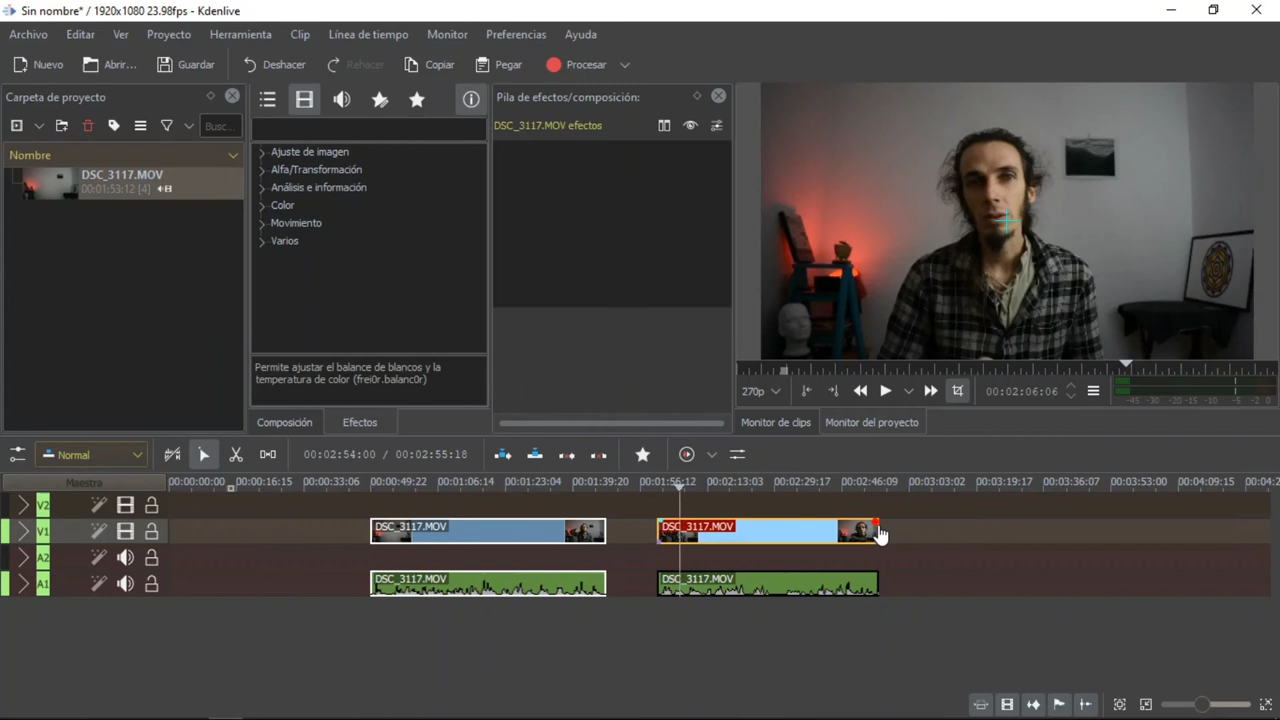 Sin nombre* / 1920x1080 23.98fps - Kdenlive
Archivo Editar Ver Proyecto Herramienta Clip Línea de tiempo Monitor Preferencias Ayuda
Nuevo Abrir... Guardar Deshacer Rehacer Copiar Pegar Procesar
Carpeta de proyecto
Busc...
Nombre
DSC_3117.MOV
00:01:53:12 [4]
Ajuste de imagen
Alfa/Transformación
Análisis e información
Color
Movimiento
Varios
Permite ajustar el balance de blancos y la
temperatura de color (frei0r.balanc0r)
Composición Efectos
Pila de efectos/composición:
DSC_3117.MOV efectos
270p 00:02:06:06
-45 -30 -20 -10 -5 -2 0
Monitor de clips Monitor del proyecto
Normal 00:02:54:00 / 00:02:55:18
Maestra 00:00:00:00 00:00:16:15 00:00:33:06 00:00:49:22 00:01:06:14 00:01:23:04 00:01:39:20 00:01:56:12 00:02:13:03 00:02:29:17 00:02:46:09 00:03:03:02 00:03:19:17 00:03:36:07 00:03:53:00 00:04:09:15 00:04:2
V2
V1 DSC_3117.MOV DSC_3117.MOV
A2
A1 DSC_3117.MOV DSC_3117.MOV